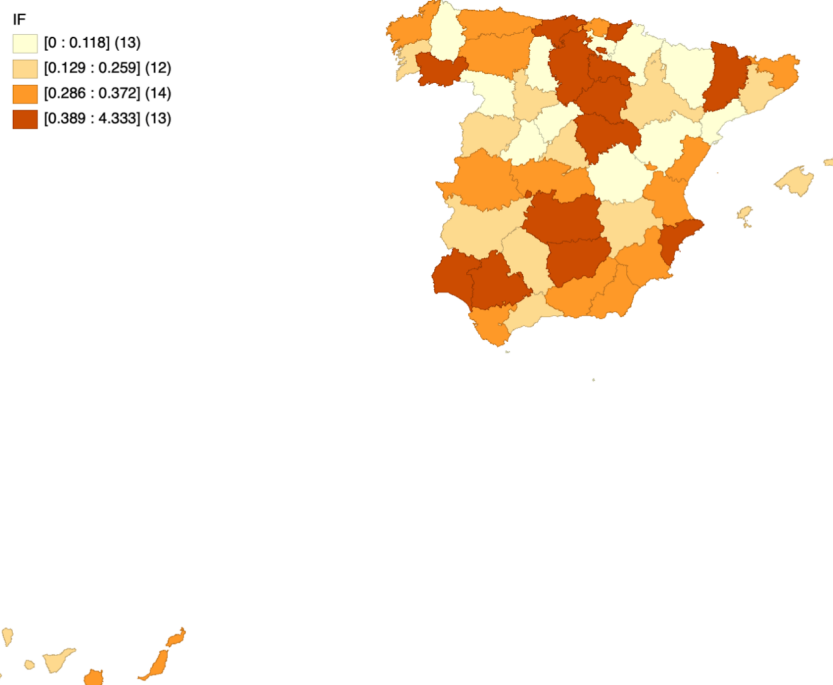 IF
[0 : 0.118] (13)
[0.129 : 0.259] (12)
[0.286 : 0.372] (14)
[0.389 : 4.333] (13)